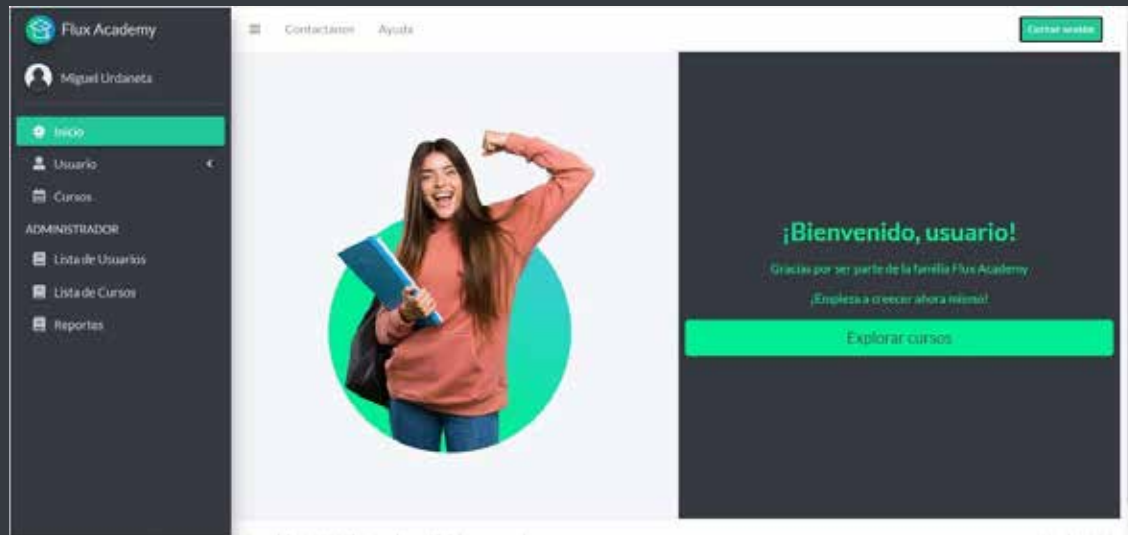 Flux Academy
Miguel Urdaneta
Inicio
Usuario
Cursos
ADMINISTRADOR
Lista de Usuarios
Lista de Cursos
Reportes
Contactanos Ayuda
Cerrar sesión
¡Bienvenido, usuario!
Gracias por ser parte de la familia Flux Academy
¡Empieza a creecer ahora mismo!
Explorar cursos